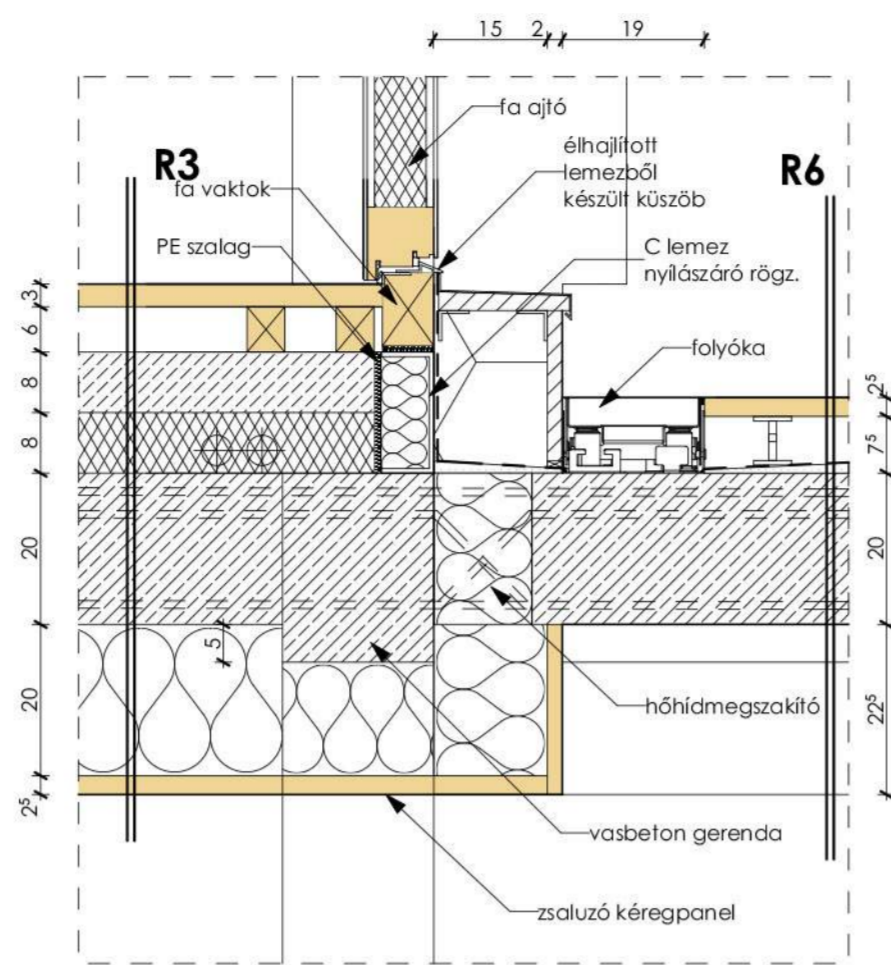 15 2 19
fa ajtó
élhajlított
lemezből
készült küszöb
R3
R6
fa vaktok
PE szalag
C lemez
nyílászáró rögz.
folyóka
3
6
8
8
20
20
2⁵
5
2⁵
7⁵
20
22⁵
hőhídmegszakító
vasbeton gerenda
zsaluzó kéregpanel